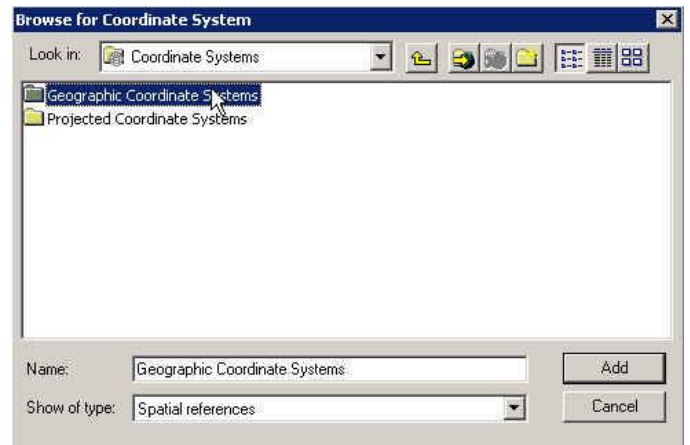 Browse for Coordinate System
Look in: Coordinate Systems
Geographic Coordinate Systems
Projected Coordinate Systems
Name: Geographic Coordinate Systems Add
Show of type: Spatial references Cancel